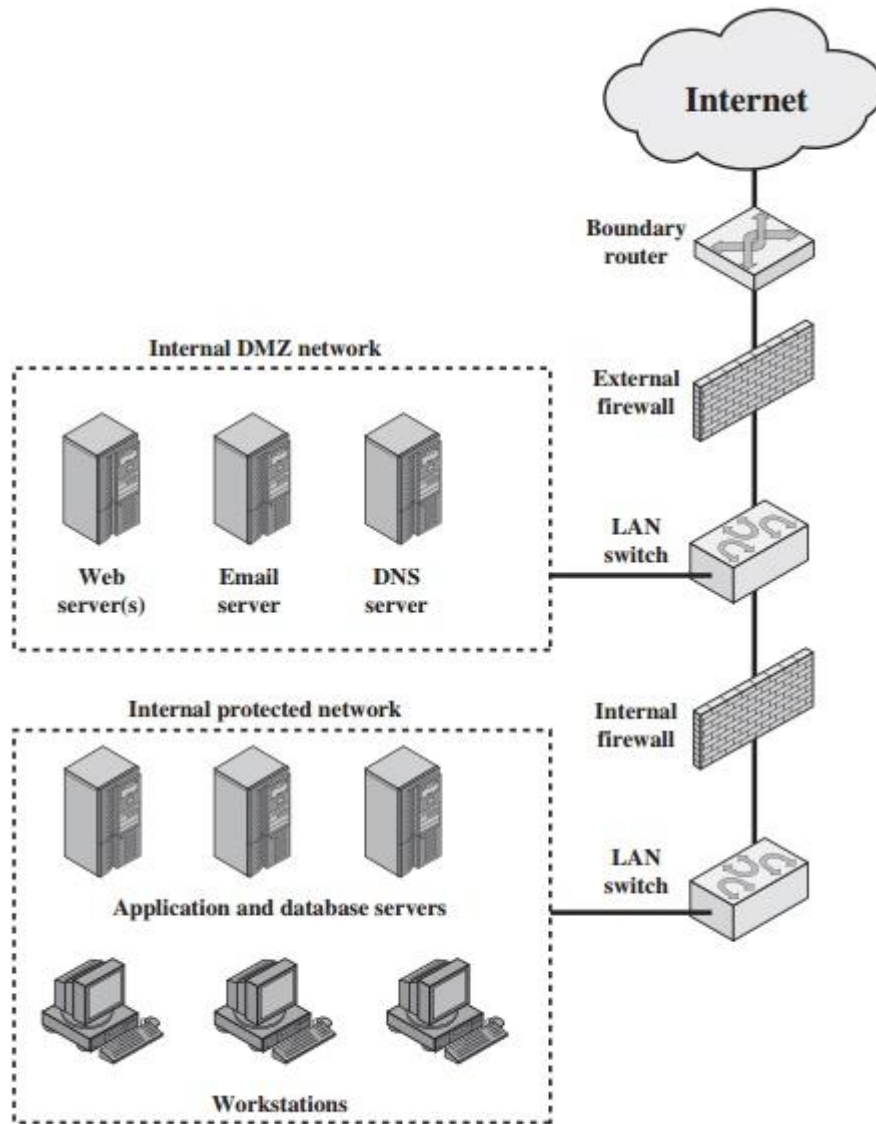 Internet
Boundary
router
Internal DMZ network
External
firewall
Web
server(s)
Email
server
DNS
server
LAN
switch
Internal protected network
Internal
firewall
Application and database servers
LAN
switch
Workstations